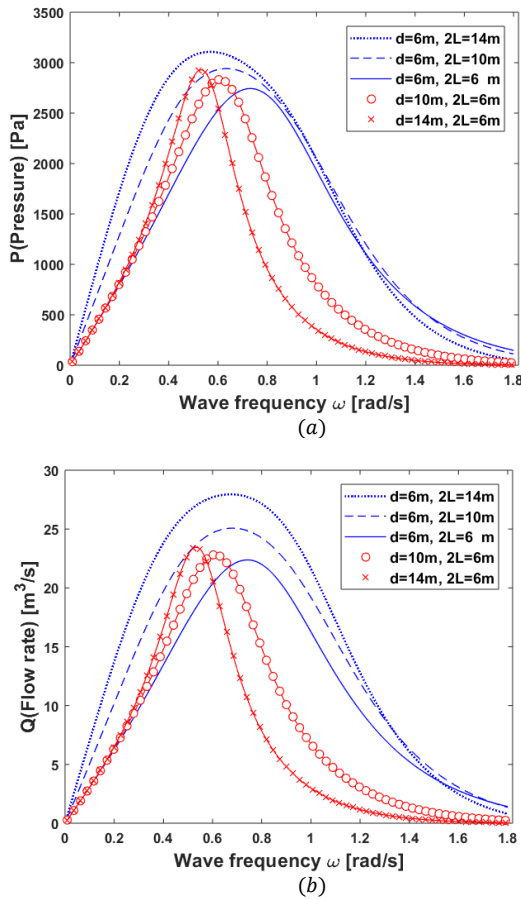 3500
3000
2500
2000
1500
1000
500
0
P(Pressure) [Pa]
d=6m, 2L=14m
d=6m, 2L=10m
d=6m, 2L=6 m
d=10m, 2L=6m
d=14m, 2L=6m
0 0.2 0.4 0.6 0.8 1 1.2 1.4 1.6 1.8
Wave frequency ω [rad/s]
(a)
30
25
20
15
10
5
0
Q(Flow rate) [m³/s]
d=6m, 2L=14m
d=6m, 2L=10m
d=6m, 2L=6 m
d=10m, 2L=6m
d=14m, 2L=6m
0 0.2 0.4 0.6 0.8 1 1.2 1.4 1.6 1.8
Wave frequency ω [rad/s]
(b)